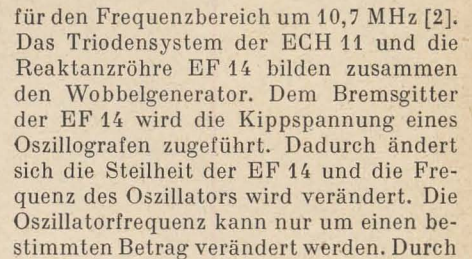 für den Frequenzbereich um 10,7 MHz [2].
Das Triodensystem der ECH 11 und die
Reaktanzröhre EF 14 bilden zusammen
den Wobbelgenerator. Dem Bremsgitter
der EF 14 wird die Kippspannung eines
Oszillografen zugeführt. Dadurch ändert
sich die Steilheit der EF 14 und die Fre-
quenz des Oszillators wird verändert. Die
Oszillatorfrequenz kann nur um einen be-
stimmten Betrag verändert werden. Durch